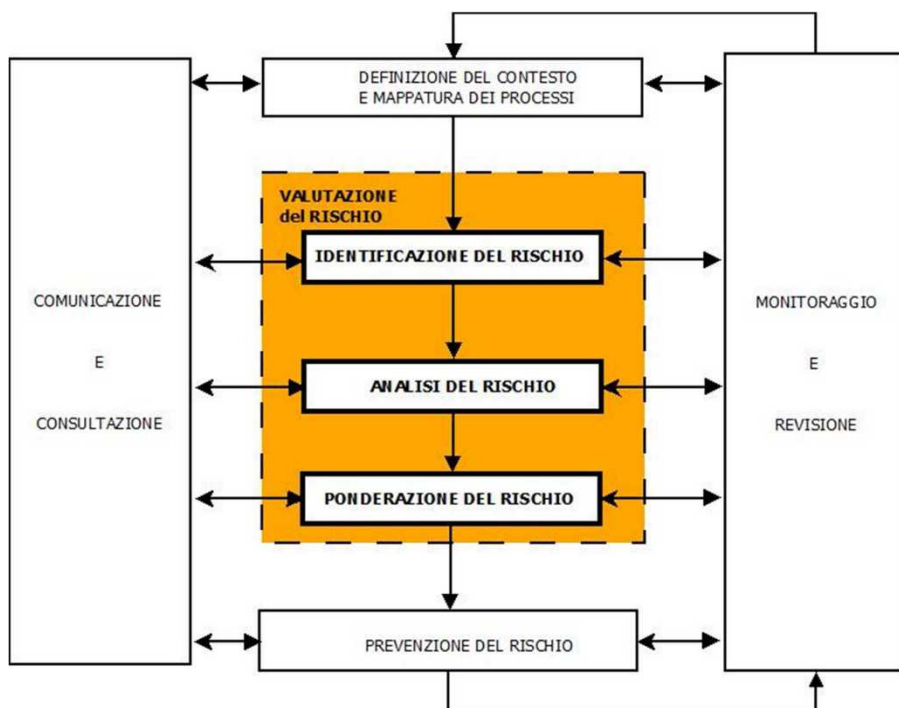 DEFINIZIONE DEL CONTESTO
E MAPPATURA DEI PROCESSI
VALUTAZIONE
del RISCHIO
IDENTIFICAZIONE DEL RISCHIO
COMUNICAZIONE
E
CONSULTAZIONE
ANALISI DEL RISCHIO
PONDERAZIONE DEL RISCHIO
MONITORAGGIO
E
REVISIONE
PREVENZIONE DEL RISCHIO